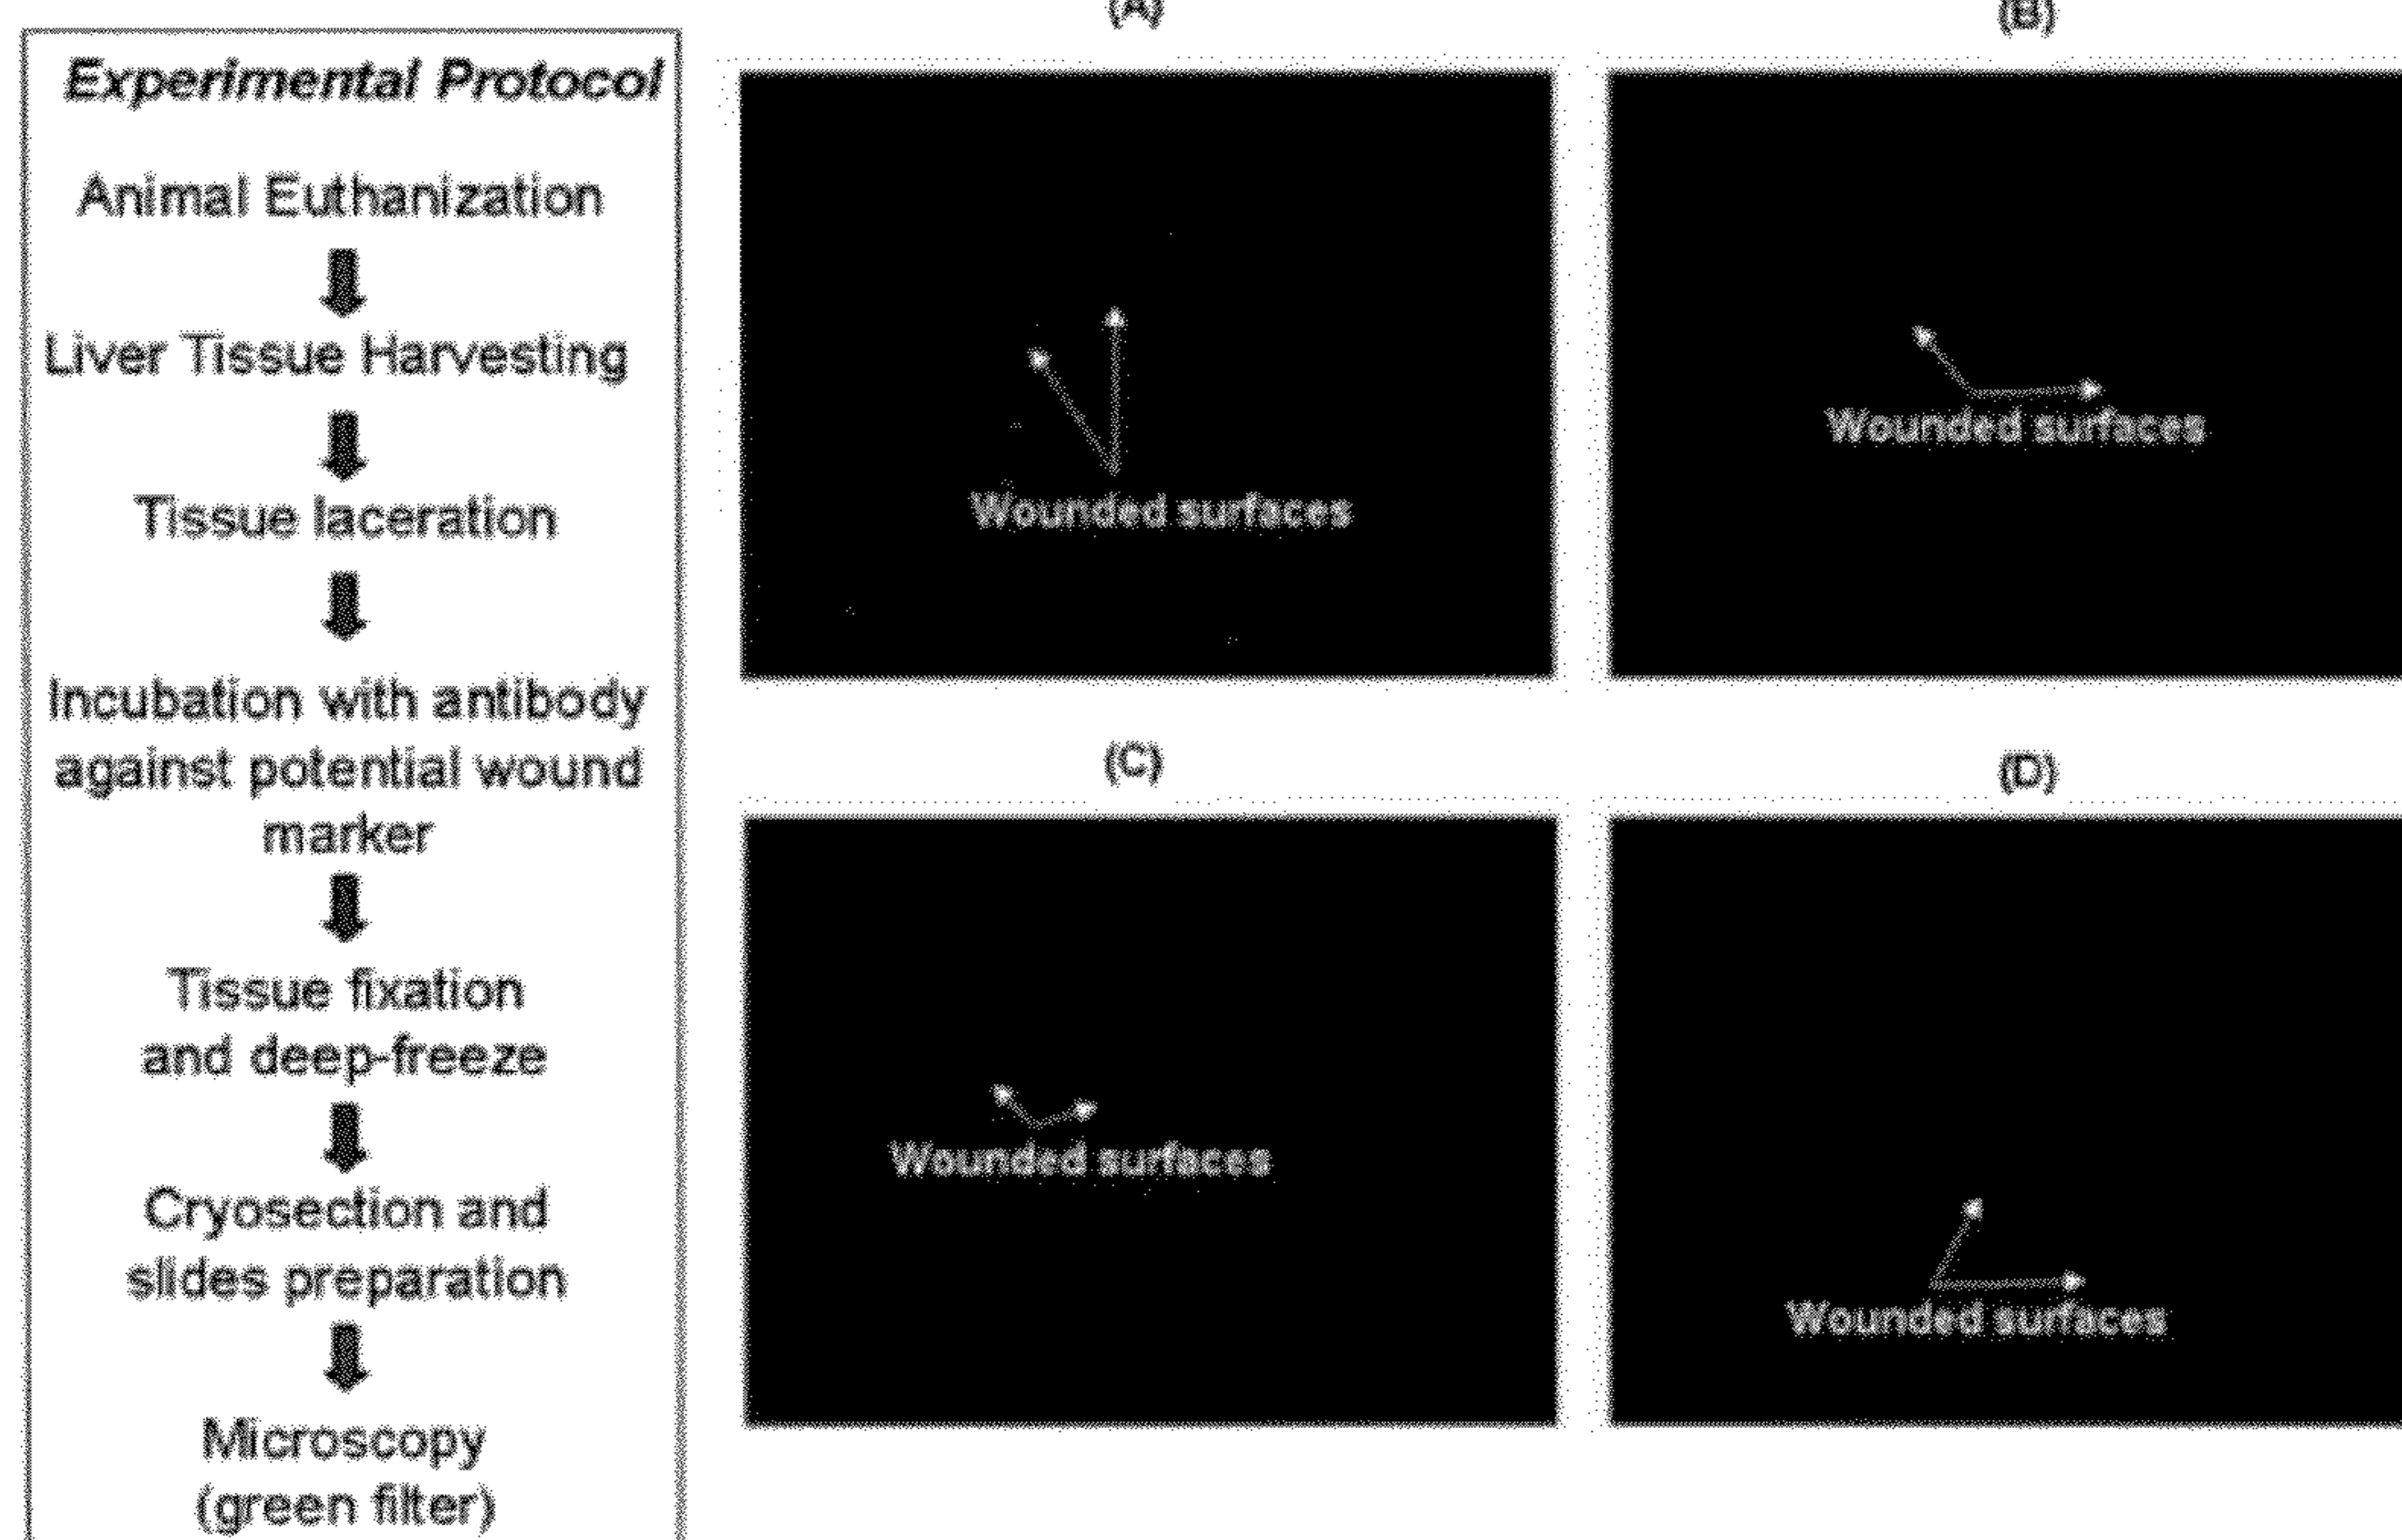 Experimental Protocol
Animal Euthanization
Liver Tissue Harvesting
Tissue laceration
Incubation with antibody
against potential wound
marker
Tissue fixation
and deep-freeze
Cryosection and
slides preparation
Microscopy
(green filter)
(A)
Wounded surfaces
(B)
Wounded surfaces
(C)
Wounded surfaces
(D)
Wounded surfaces